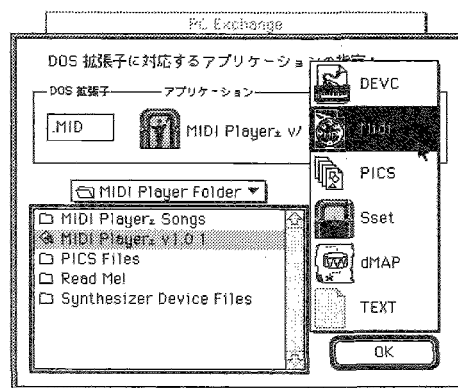 PC Exchange
DOS 拡張子に対応するアプリケーションの指定：
DOS 拡張子
アプリケーション
.MID
MIDI Player± v/
MIDI Player Folder
MIDI Player± Songs
MIDI Player± v1.0.1
PICS Files
Read Me!
Synthesizer Device Files
DEVC
Midi
PICS
Sset
dMAP
TEXT
OK